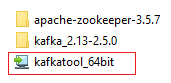 apache-zookeeper-3.5.7
kafka_2.13-2.5.0
kafkatool_64bit